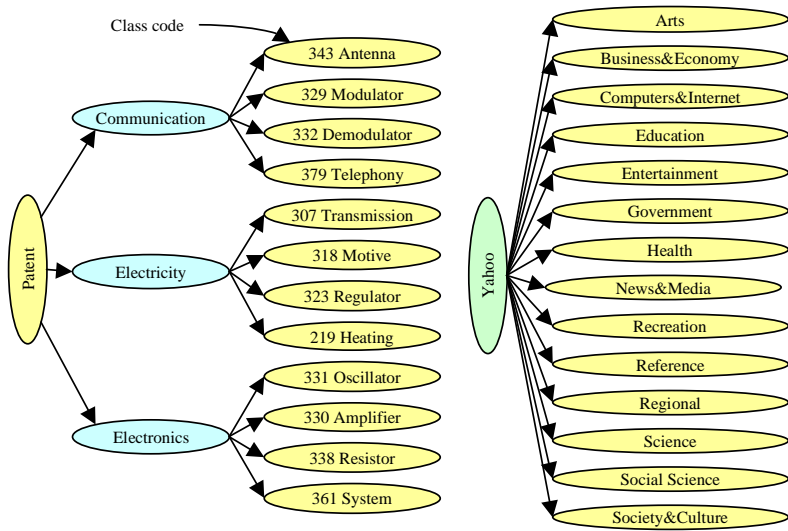 Class code
Patent
Communication
343 Antenna
329 Modulator
332 Demodulator
379 Telephony
Electricity
307 Transmission
318 Motive
323 Regulator
219 Heating
Electronics
331 Oscillator
330 Amplifier
338 Resistor
361 System
Yahoo
Arts
Business&Economy
Computers&Internet
Education
Entertainment
Government
Health
News&Media
Recreation
Reference
Regional
Science
Social Science
Society&Culture